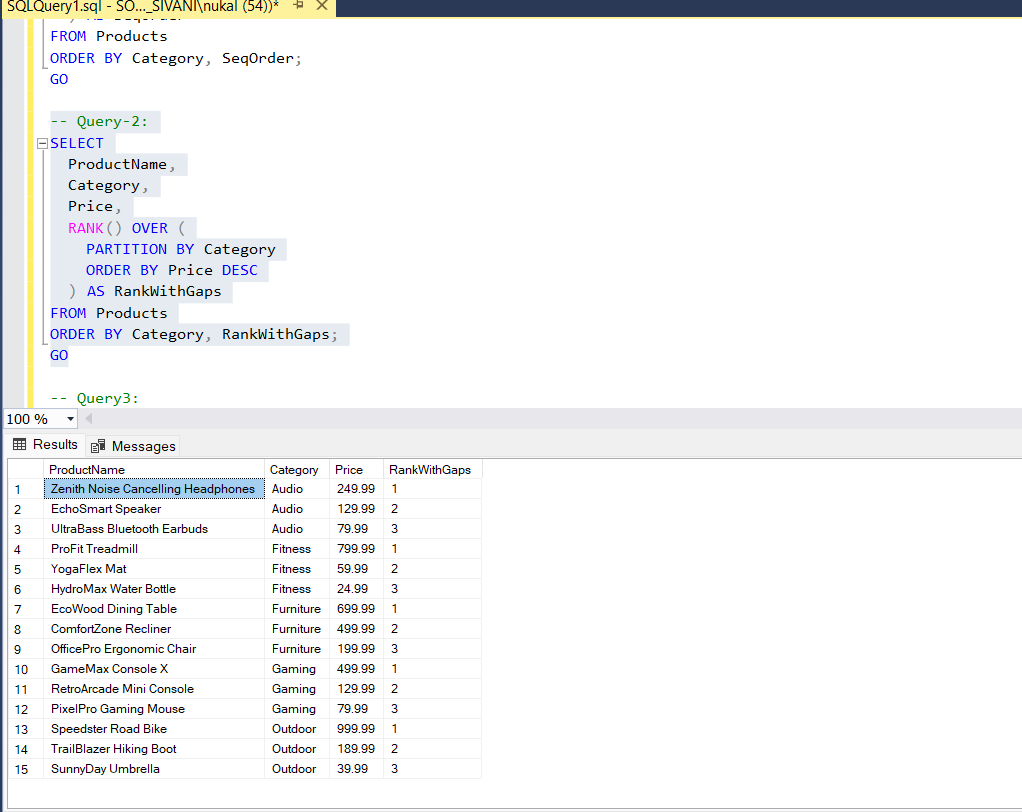 SQLQuery1.sql - SO..._SIVANI\nukal (54))*
FROM Products
ORDER BY Category, SeqOrder;
GO
-- Query-2:
SELECT
ProductName,
Category,
Price,
RANK() OVER (
PARTITION BY Category
ORDER BY Price DESC
) AS RankWithGaps
FROM Products
ORDER BY Category, RankWithGaps;
GO
-- Query3:
100 %
Results Messages
ProductName Category Price RankWithGaps
1 Zenith Noise Cancelling Headphones Audio 249.99 1
2 EchoSmart Speaker Audio 129.99 2
3 UltraBass Bluetooth Earbuds Audio 79.99 3
4 ProFit Treadmill Fitness 799.99 1
5 YogaFlex Mat Fitness 59.99 2
6 HydroMax Water Bottle Fitness 24.99 3
7 EcoWood Dining Table Furniture 699.99 1
8 ComfortZone Recliner Furniture 499.99 2
9 OfficePro Ergonomic Chair Furniture 199.99 3
10 GameMax Console X Gaming 499.99 1
11 RetroArcade Mini Console Gaming 129.99 2
12 PixelPro Gaming Mouse Gaming 79.99 3
13 Speedster Road Bike Outdoor 999.99 1
14 TrailBlazer Hiking Boot Outdoor 189.99 2
15 SunnyDay Umbrella Outdoor 39.99 3